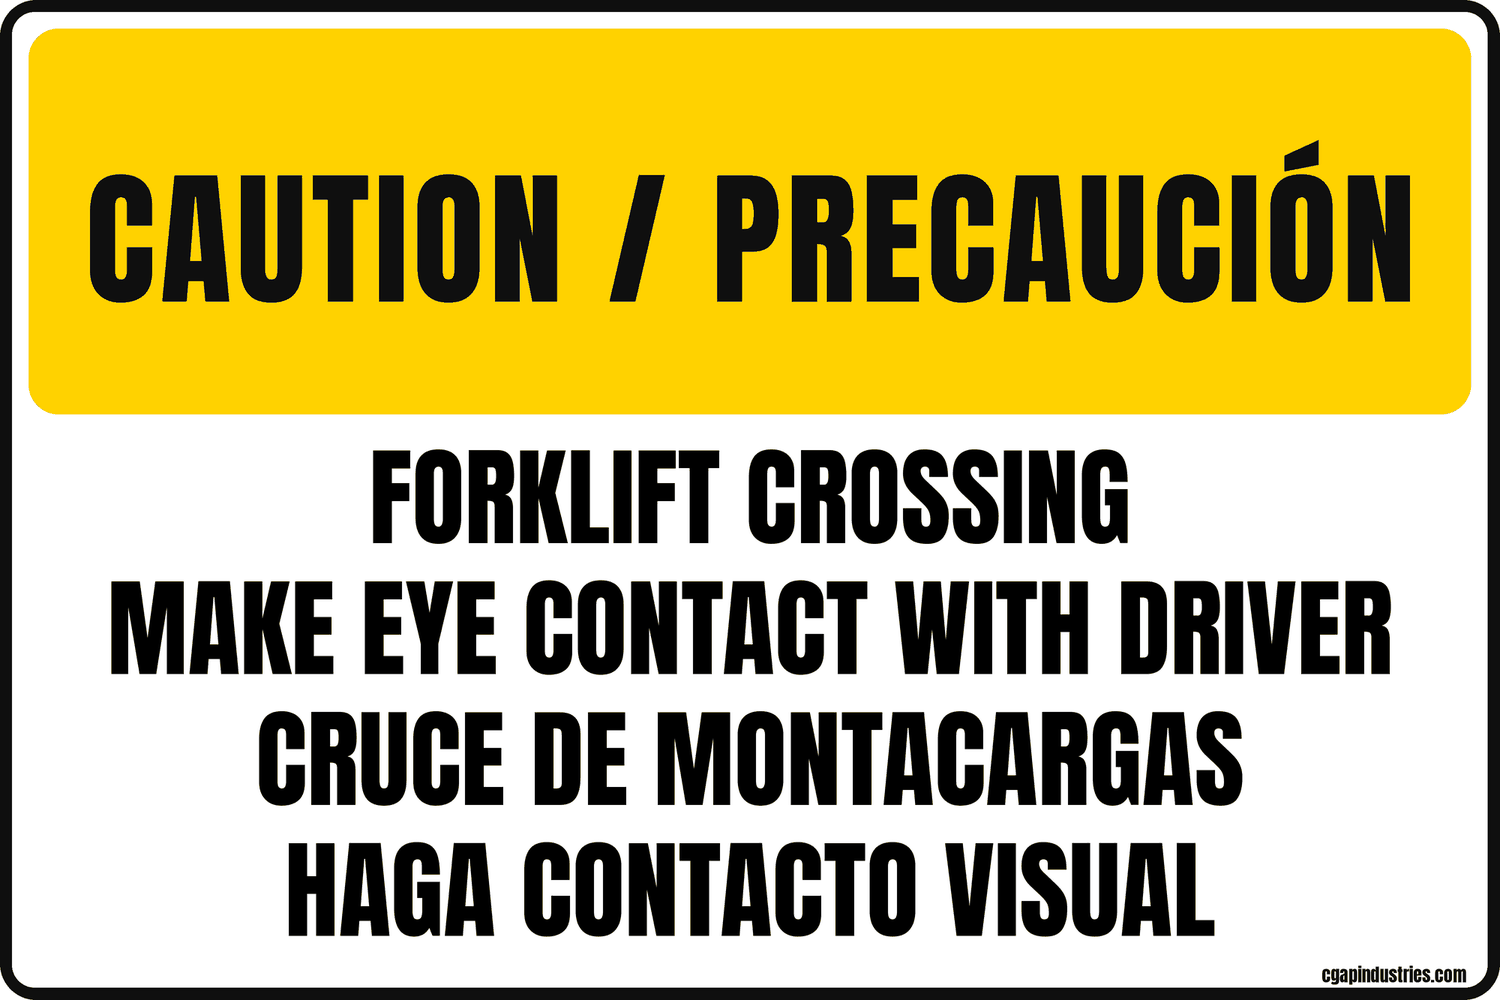 CAUTION / PRECAUCIÓN
FORKLIFT CROSSING
MAKE EYE CONTACT WITH DRIVER
CRUCE DE MONTACARGAS
HAGA CONTACTO VISUAL
cgapindustries.com